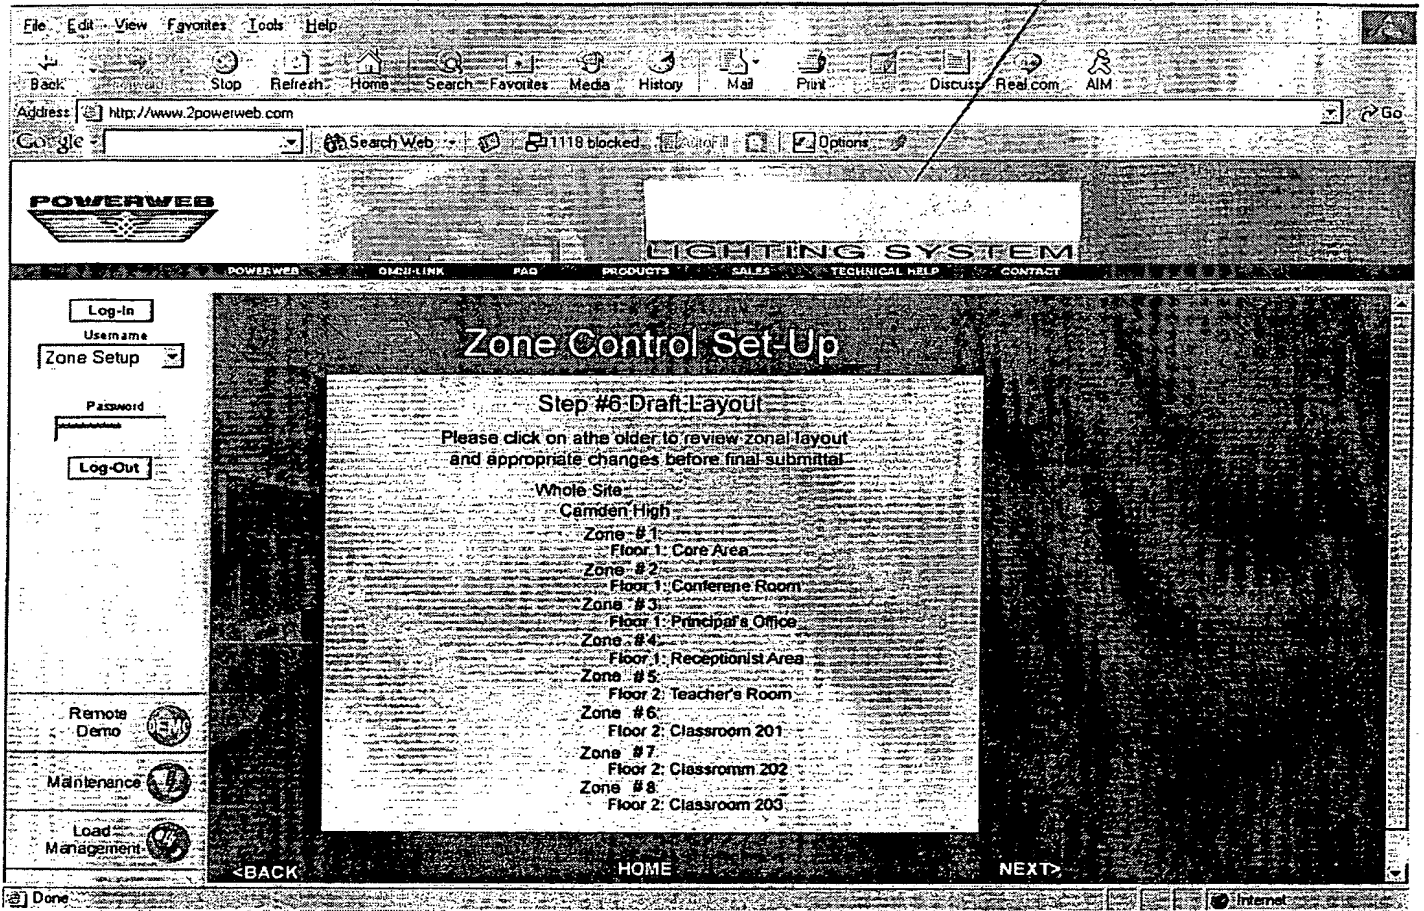 File Edit View Favorites Tools Help
Back Stop Refresh Home Search Favorites Media History Mail Print Discuss Real.com AIM
Address http://www.2powerweb.com Go
Google Search Web 1118 blocked AutoFill Options
POWERWEB
LIGHTING SYSTEM
POWERWEB OMNI-LINK FAQ PRODUCTS SALES TECHNICAL HELP CONTACT
Log-In
Username
Zone Setup
Password
Log-Out
Zone Control Set-Up
Step #6 Draft Layout
Please click on athe older to review zonal layout
and appropriate changes before final submittal
Whole Site
Camden High
Zone #1
Floor 1: Core Area
Zone #2
Floor 1: Conferene Room
Zone #3
Floor 1: Principal's Office
Zone #4
Floor 1: Receptionist Area
Zone #5
Floor 2: Teacher's Room
Zone #6
Floor 2: Classroom 201
Zone #7
Floor 2: Classromm 202
Zone #8
Floor 2: Classroom 203
Remote
Demo
Maintenance
Load
Management
<BACK HOME NEXT>
Done Internet